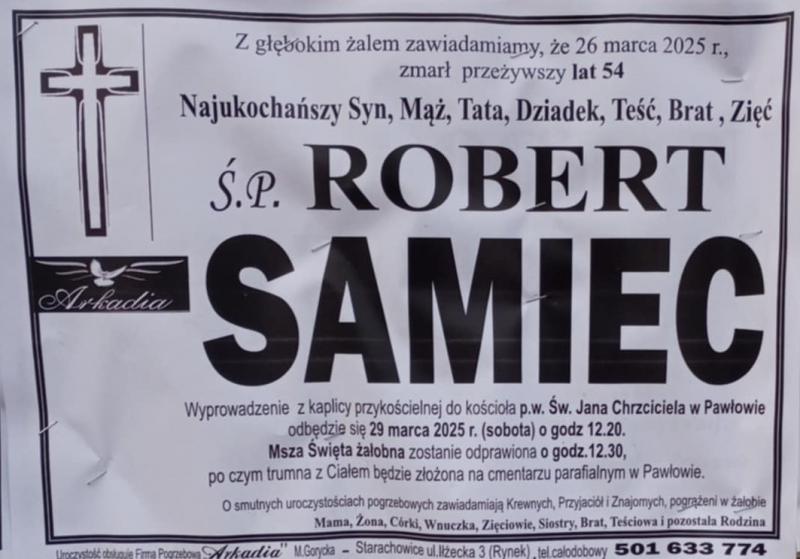 Z głębokim żalem zawiadamiamy, że 26 marca 2025 r.,
zmarł przeżywszy lat 54
Najukochańszy Syn, Mąż, Tata, Dziadek, Teść, Brat , Zięć
Ś.P. ROBERT
SAMIEC
Arkadia
Wyprowadzenie z kaplicy przykościelnej do kościoła p.w. Św. Jana Chrzciciela w Pawłowie
odbędzie się 29 marca 2025 r. (sobota) o godz 12.20.
Msza Święta żałobna zostanie odprawiona o godz.12.30,
po czym trumna z Ciałem będzie złożona na cmentarzu parafialnym w Pawłowie.
O smutnych uroczystościach pogrzebowych zawiadamiają Krewnych, Przyjaciół i Znajomych, pogrążeni w żałobie
Mama, Żona, Córki, Wnuczka, Zięciowie, Siostry, Brat, Teściowa i pozostała Rodzina
Uroczystość obsługuje Firma Pogrzebowa "Arkadia" M.Gorycka – Starachowice ul.Iłżecka 3 (Rynek) ,tel.całodobowy 501 633 774